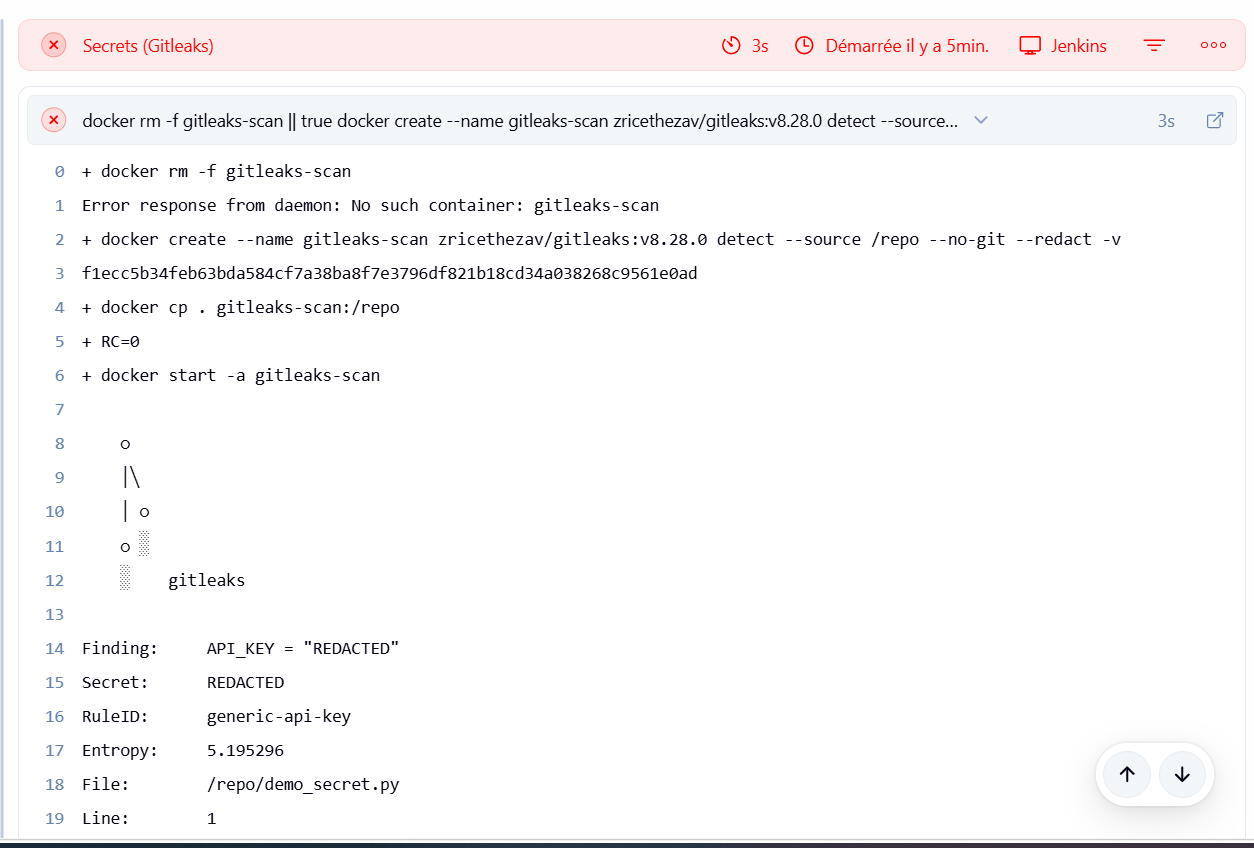 Secrets (Gitleaks) 3s Démarrée il y a 5min. Jenkins
docker rm -f gitleaks-scan || true docker create --name gitleaks-scan zricethezav/gitleaks:v8.28.0 detect --source... 3s
0 + docker rm -f gitleaks-scan
1 Error response from daemon: No such container: gitleaks-scan
2 + docker create --name gitleaks-scan zricethezav/gitleaks:v8.28.0 detect --source /repo --no-git --redact -v
3 f1ecc5b34feb63bda584cf7a38ba8f7e3796df821b18cd34a038268c9561e0ad
4 + docker cp . gitleaks-scan:/repo
5 + RC=0
6 + docker start -a gitleaks-scan
7
8     ○
9     │╲
10     │ ○
11     ○ ░
12     ░    gitleaks
13
14 Finding:     API_KEY = "REDACTED"
15 Secret:      REDACTED
16 RuleID:      generic-api-key
17 Entropy:     5.195296
18 File:        /repo/demo_secret.py
19 Line:        1